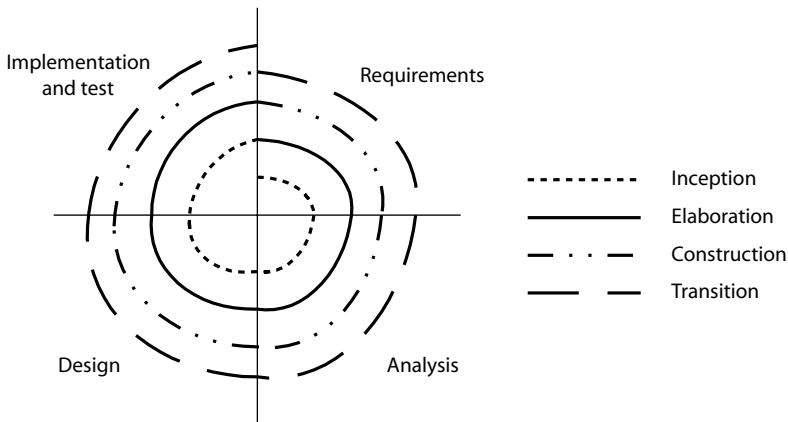 Implementation
and test
Requirements
Inception
Elaboration
Construction
Transition
Design
Analysis